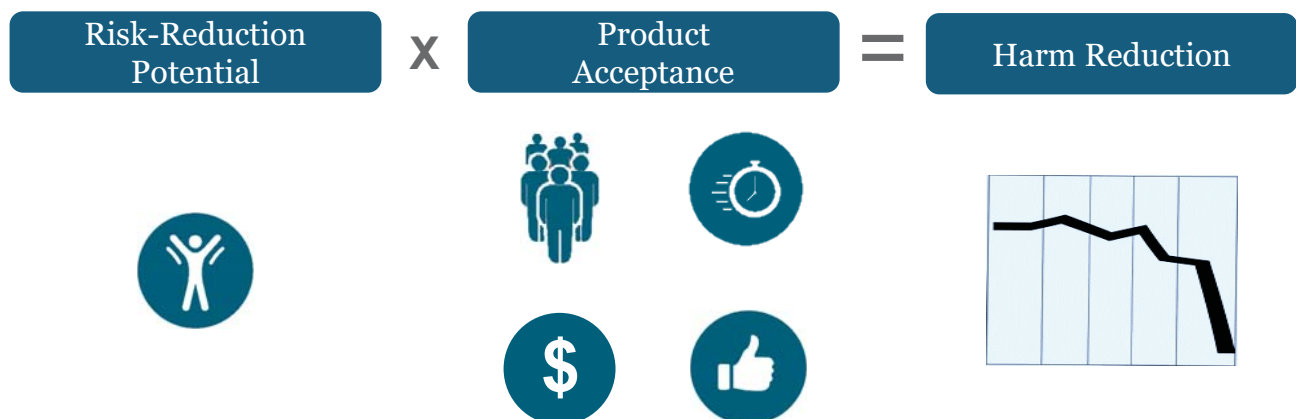 Risk-Reduction
Potential
x
Product
Acceptance
=
Harm Reduction
$